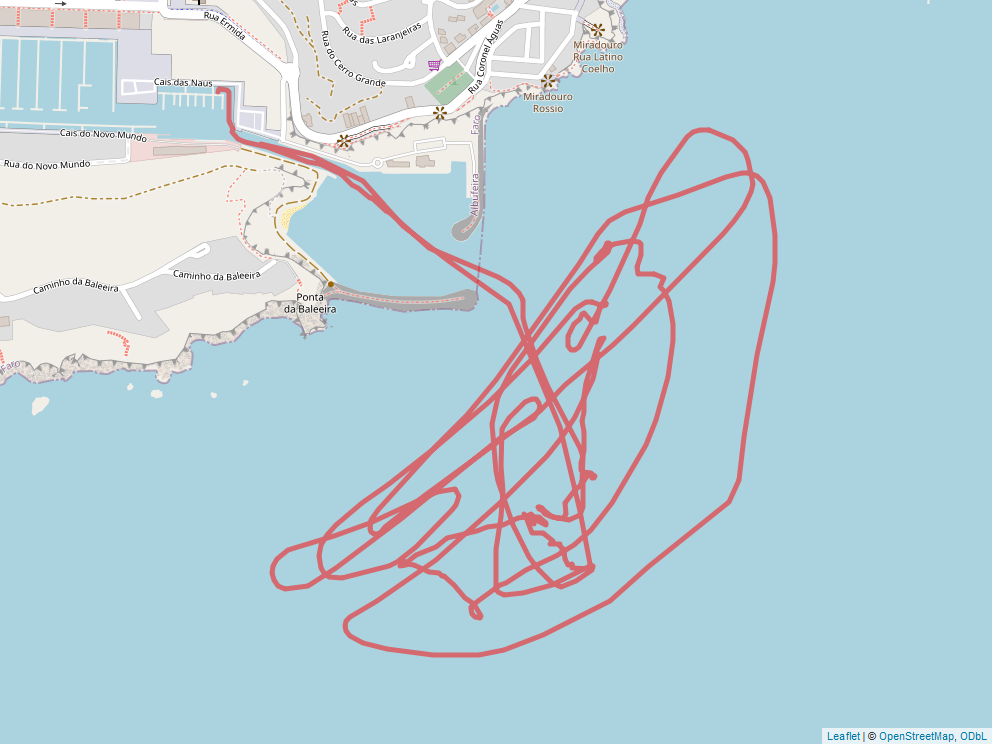 Rua Ermida
Rua das Laranjeiras
Rua do Cerro Grande
Rua Coronel Águas
Miradouro
Rua Latino
Coelho
Miradouro
Rossio
Cais das Naus
Cais do Novo Mundo
Rua do Novo Mundo
Faro
Albufeira
Caminho da Baleeira
Caminho da Baleeira
Ponta
da Baleeira
Faro
Leaflet | © OpenStreetMap, ODbL